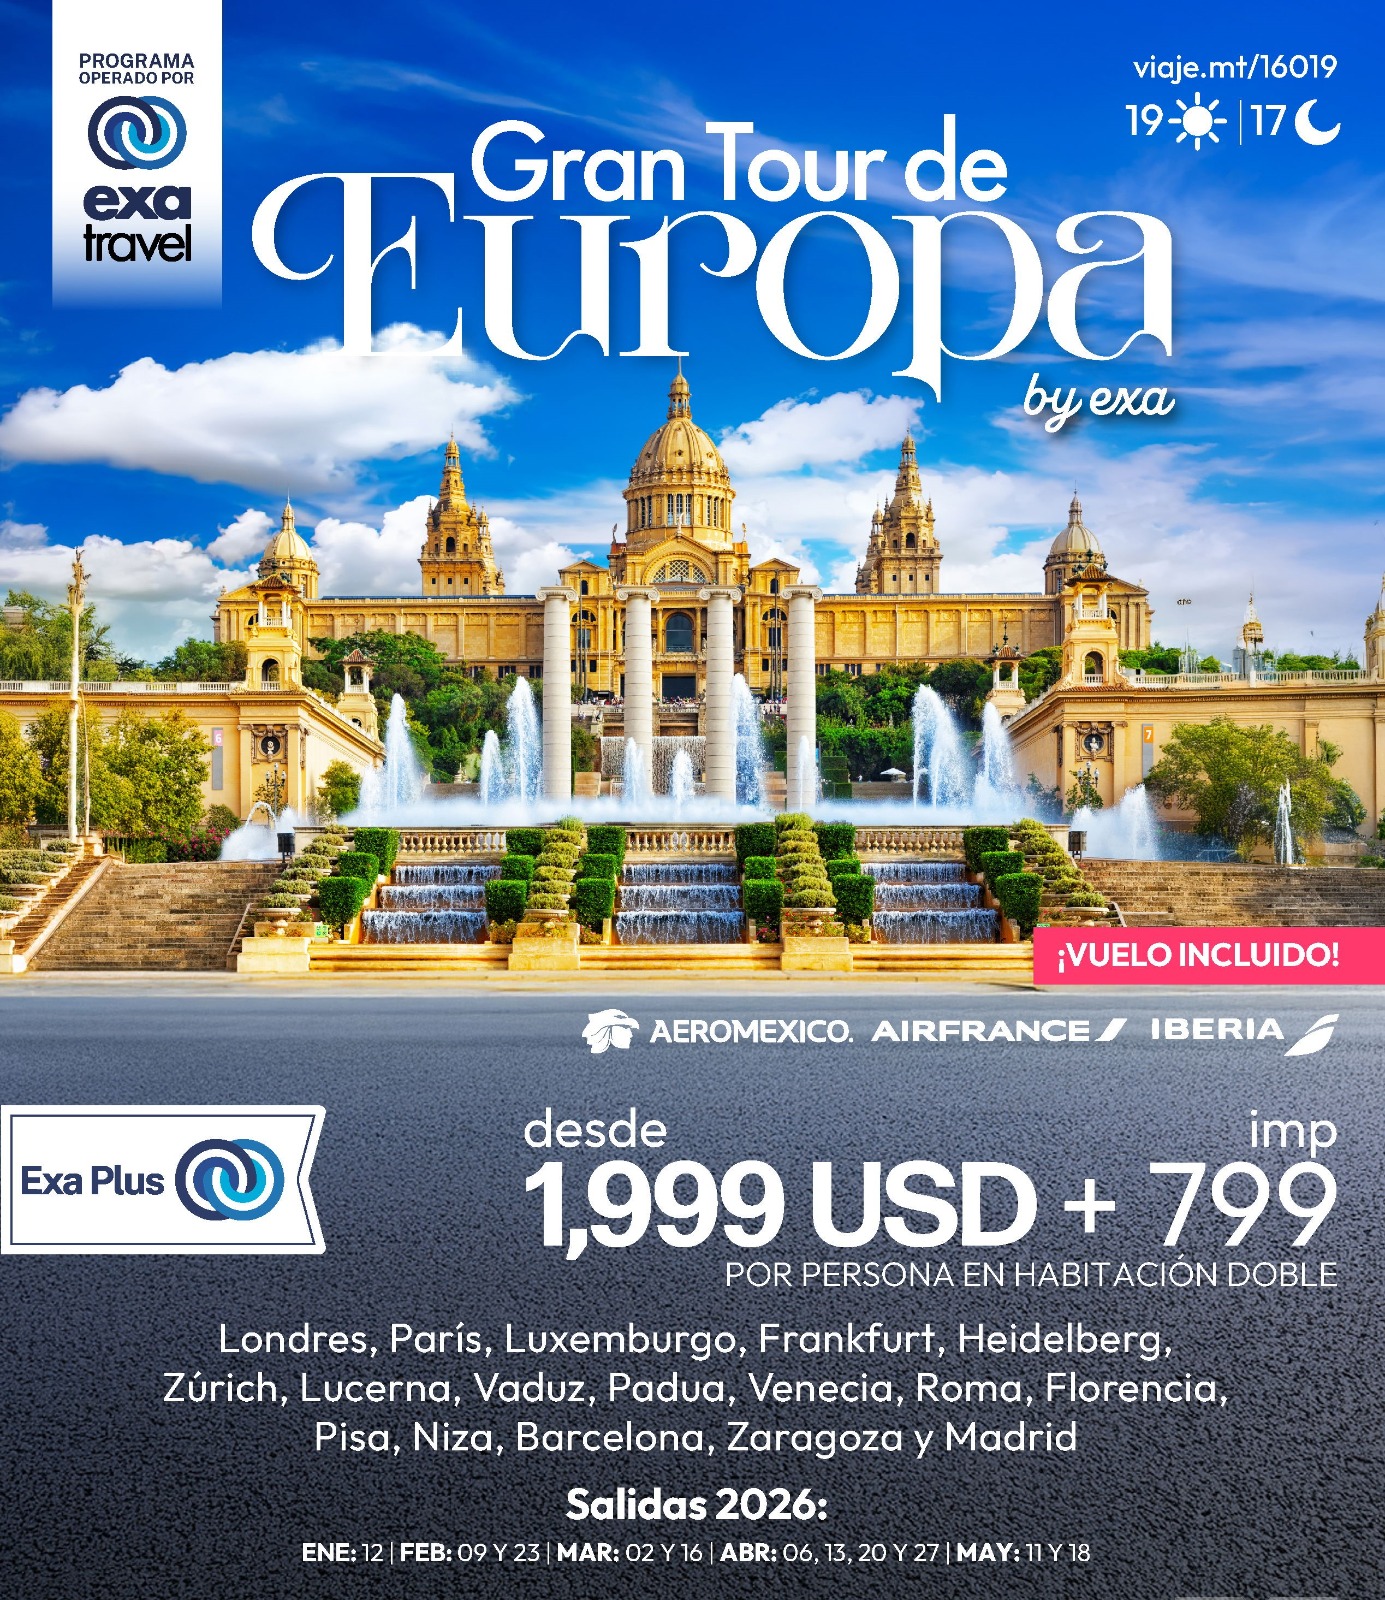 PROGRAMA
OPERADO POR
exa
travel
viaje.mt/16019
19 | 17
Gran Tour de
Europa
by exa
6
7
¡VUELO INCLUIDO!
AEROMEXICO. AIRFRANCE IBERIA
Exa Plus
desde imp
1,999 USD + 799
POR PERSONA EN HABITACIÓN DOBLE
Londres, París, Luxemburgo, Frankfurt, Heidelberg,
Zúrich, Lucerna, Vaduz, Padua, Venecia, Roma, Florencia,
Pisa, Niza, Barcelona, Zaragoza y Madrid
Salidas 2026:
ENE: 12 | FEB: 09 Y 23 | MAR: 02 Y 16 | ABR: 06, 13, 20 Y 27 | MAY: 11 Y 18